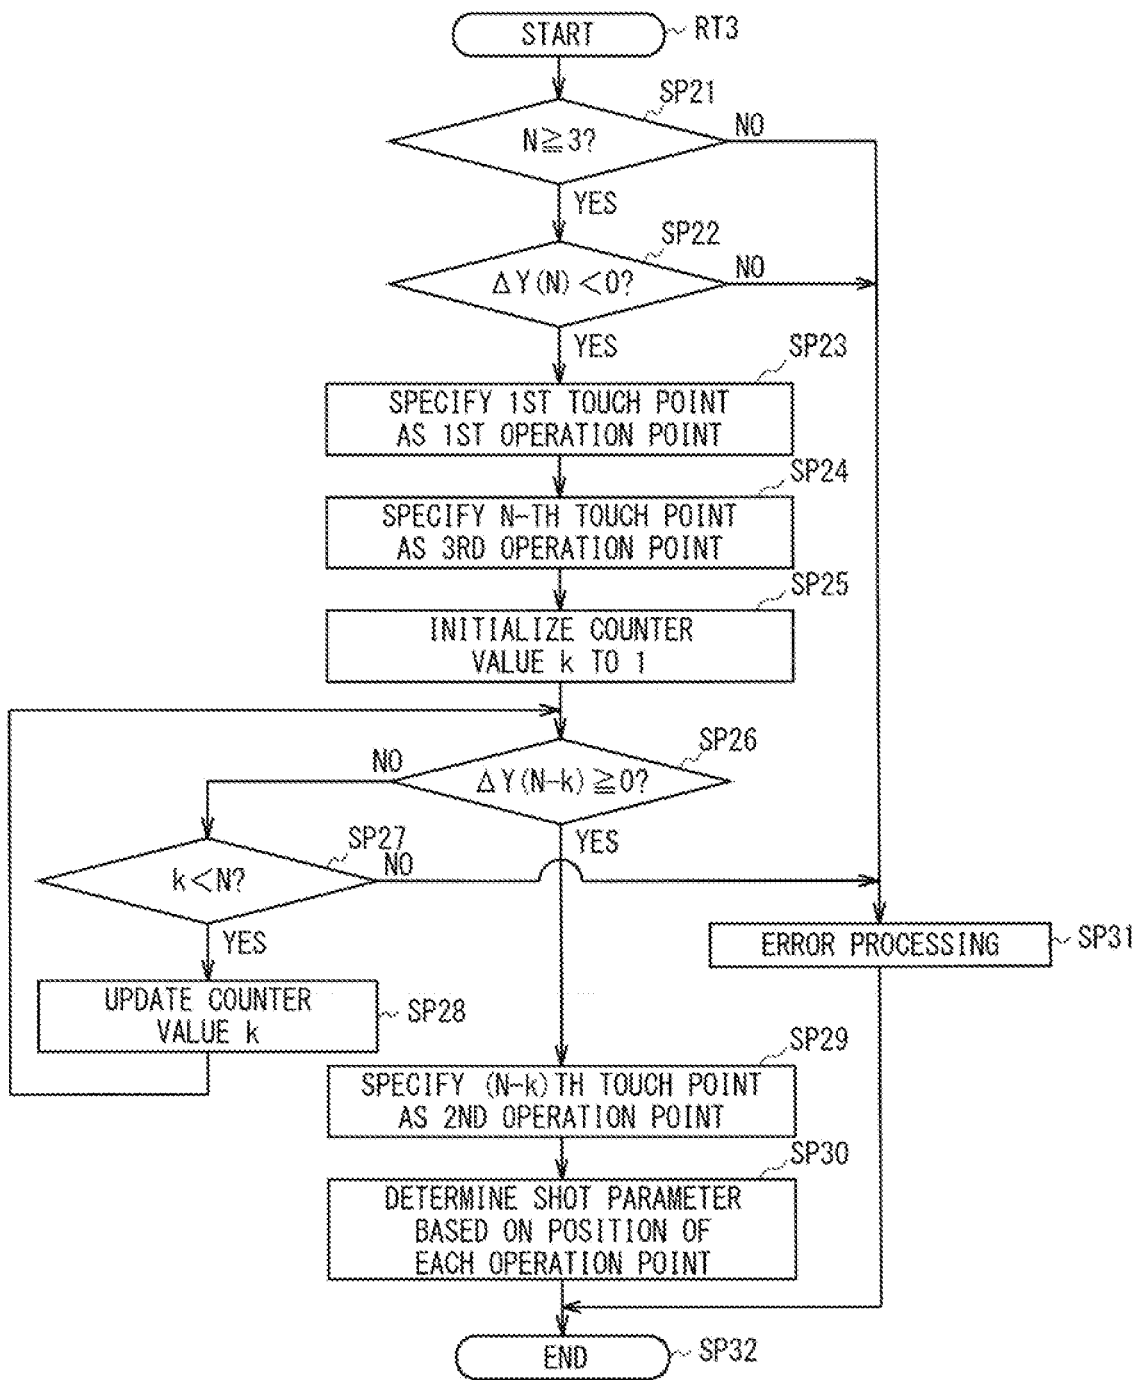 START
RT3
SP21
N≧3?
NO
YES
SP22
ΔY(N)<0?
NO
YES
SP23
SPECIFY 1ST TOUCH POINT
AS 1ST OPERATION POINT
SP24
SPECIFY N-TH TOUCH POINT
AS 3RD OPERATION POINT
SP25
INITIALIZE COUNTER
VALUE k TO 1
SP26
NO
ΔY(N-k)≧0?
YES
SP27
k<N?
NO
YES
ERROR PROCESSING
SP31
UPDATE COUNTER
VALUE k
SP28
SP29
SPECIFY (N-k)TH TOUCH POINT
AS 2ND OPERATION POINT
SP30
DETERMINE SHOT PARAMETER
BASED ON POSITION OF
EACH OPERATION POINT
END
SP32